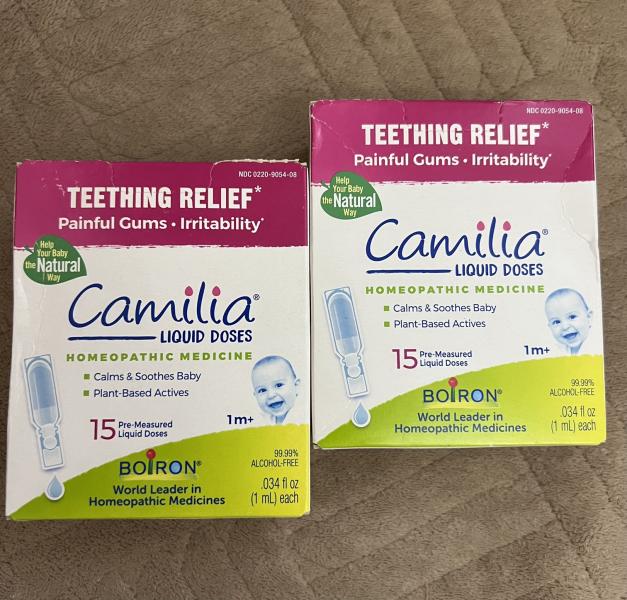 NDC 0220-9054-08
TEETHING RELIEF*
Painful Gums • Irritability*
Help
Your Baby
the Natural
Way
Camilia®
LIQUID DOSES
HOMEOPATHIC MEDICINE
Calms & Soothes Baby
Plant-Based Actives
15 Pre-Measured
Liquid Doses
1m+
BOIRON®
World Leader in
Homeopathic Medicines
99.99%
ALCOHOL-FREE
.034 fl oz
(1 mL) each
NDC 0220-9054-08
TEETHING RELIEF*
Painful Gums • Irritability*
Help
Your Baby
the Natural
Way
Camilia®
LIQUID DOSES
HOMEOPATHIC MEDICINE
Calms & Soothes Baby
Plant-Based Actives
15 Pre-Measured
Liquid Doses
1m+
BOIRON®
World Leader in
Homeopathic Medicines
99.99%
ALCOHOL-FREE
.034 fl oz
(1 mL) each